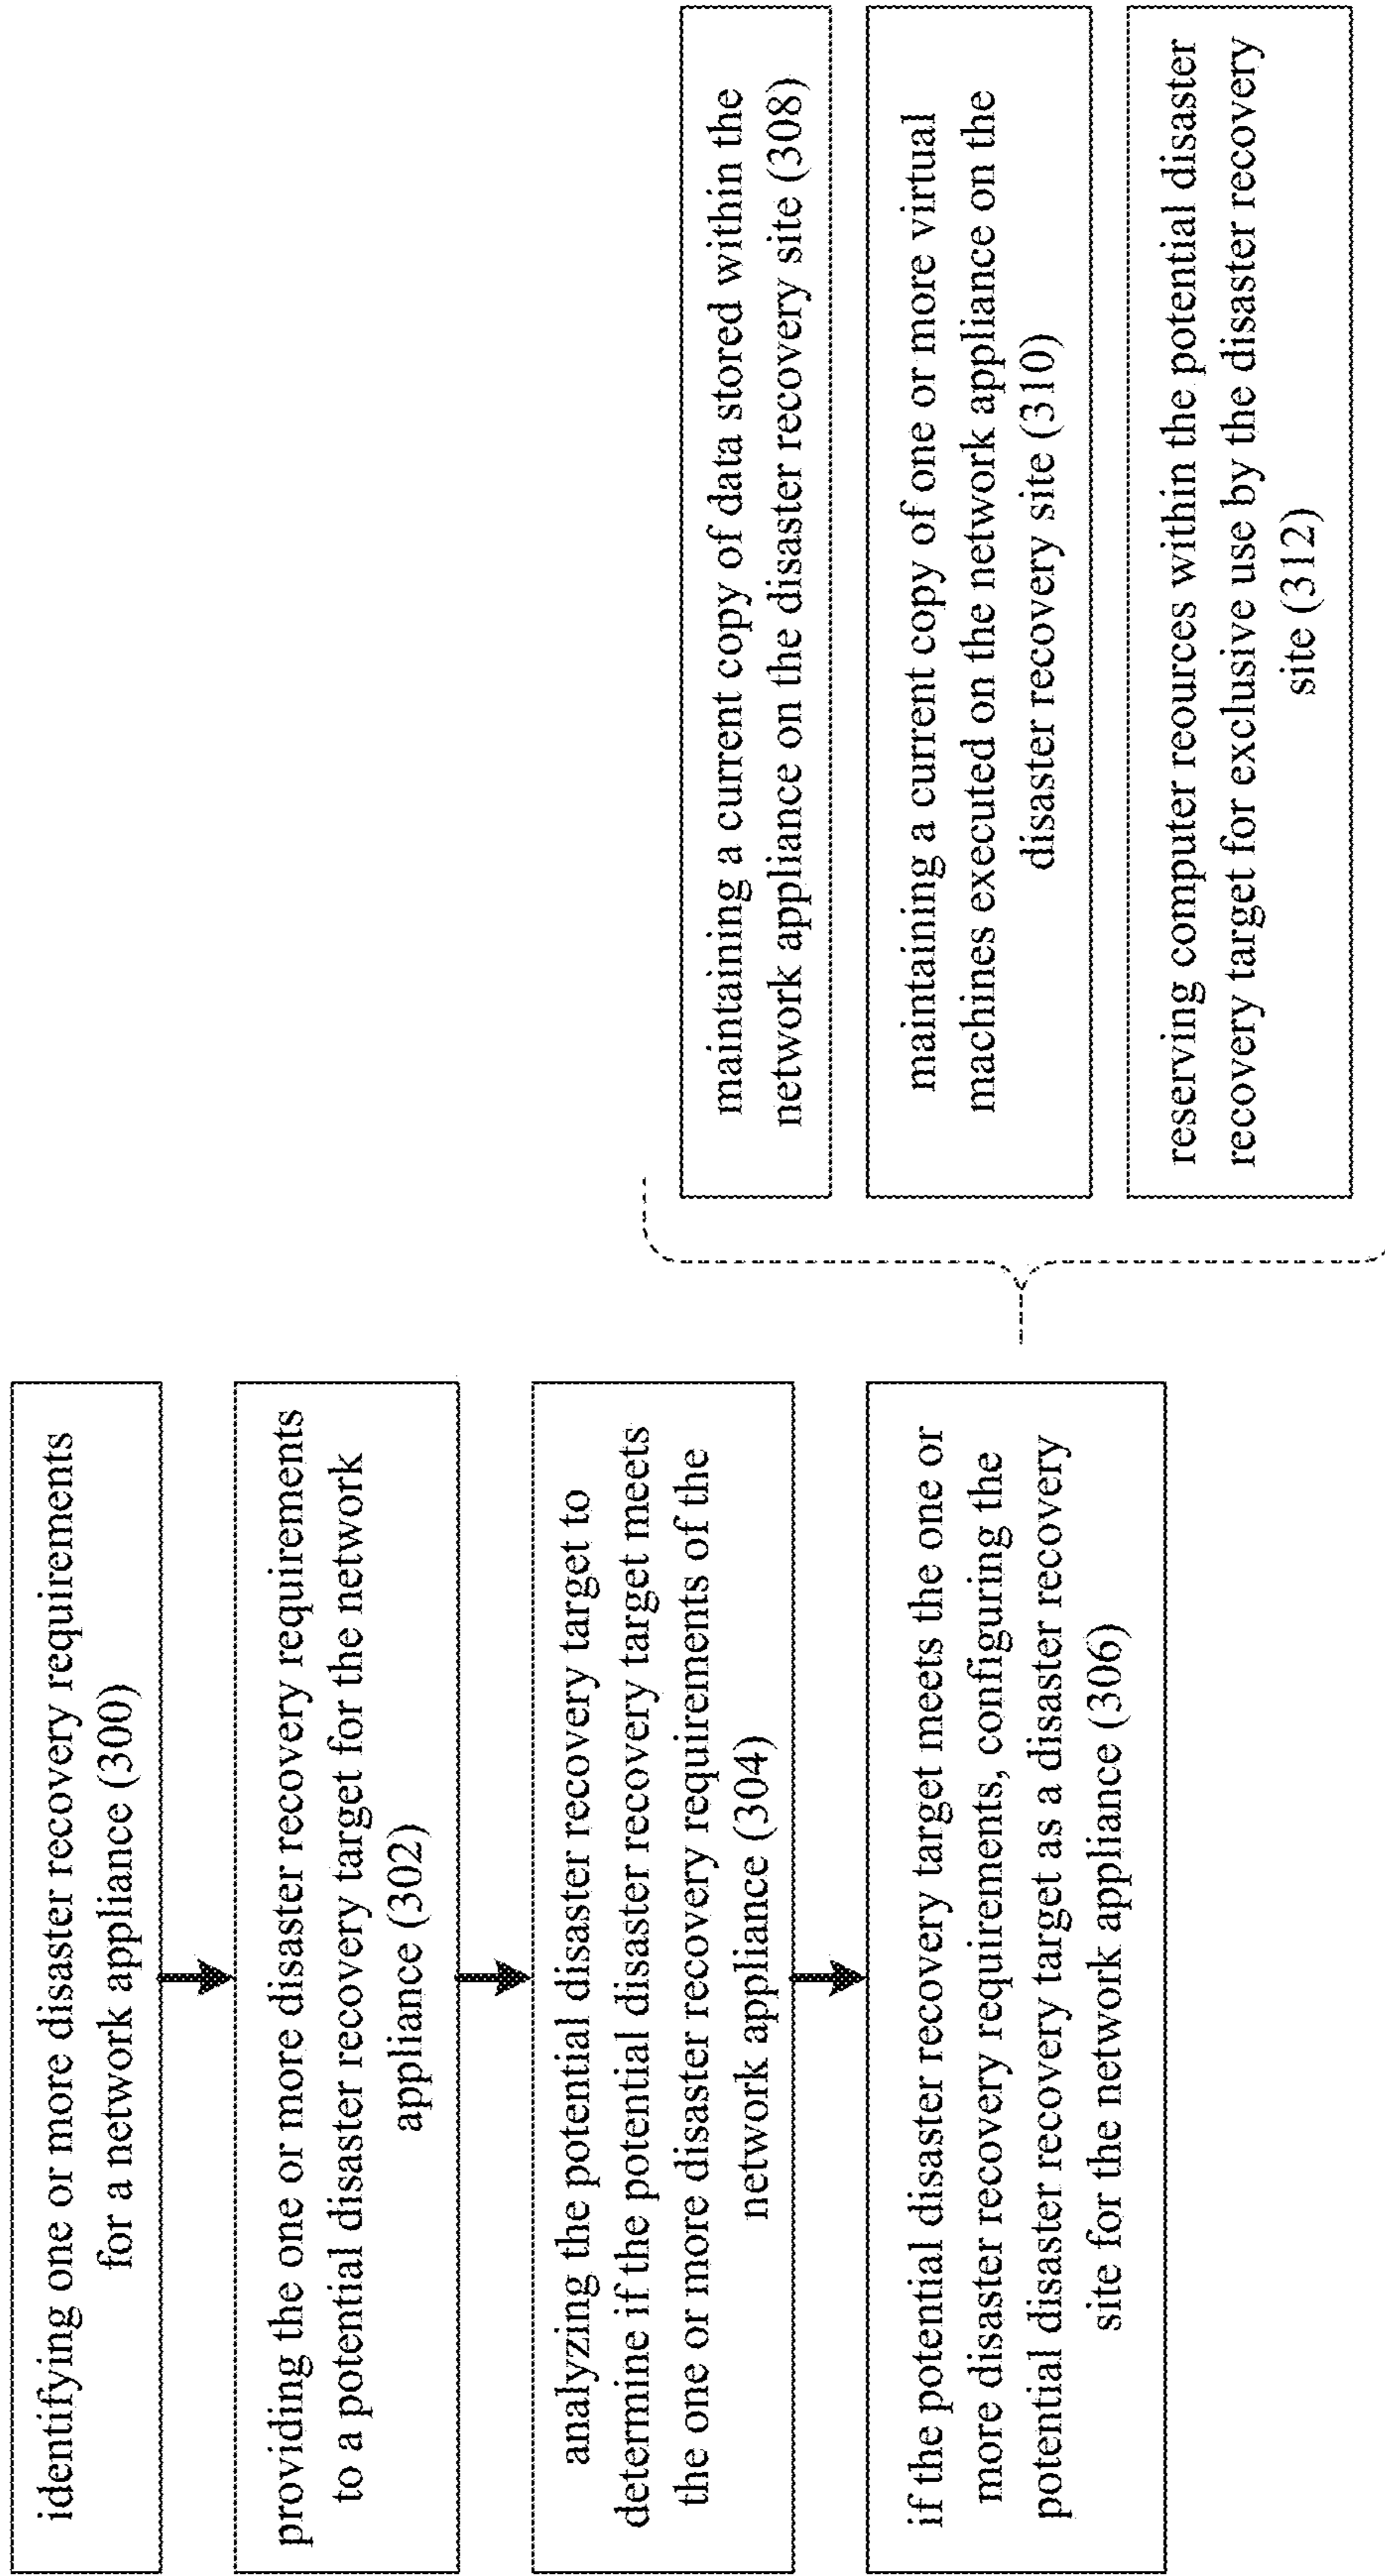 identifying one or more disaster recovery requirements
for a network appliance (300)
providing the one or more disaster recovery requirements
to a potential disaster recovery target for the network
appliance (302)
analyzing the potential disaster recovery target to
determine if the potential disaster recovery target meets
the one or more disaster recovery requirements of the
network appliance (304)
if the potential disaster recovery target meets the one or
more disaster recovery requirements, configuring the
potential disaster recovery target as a disaster recovery
site for the network appliance (306)
maintaining a current copy of data stored within the
network appliance on the disaster recovery site (308)
maintaining a current copy of one or more virtual
machines executed on the network appliance on the
disaster recovery site (310)
reserving computer reources within the potential disaster
recovery target for exclusive use by the disaster recovery
site (312)